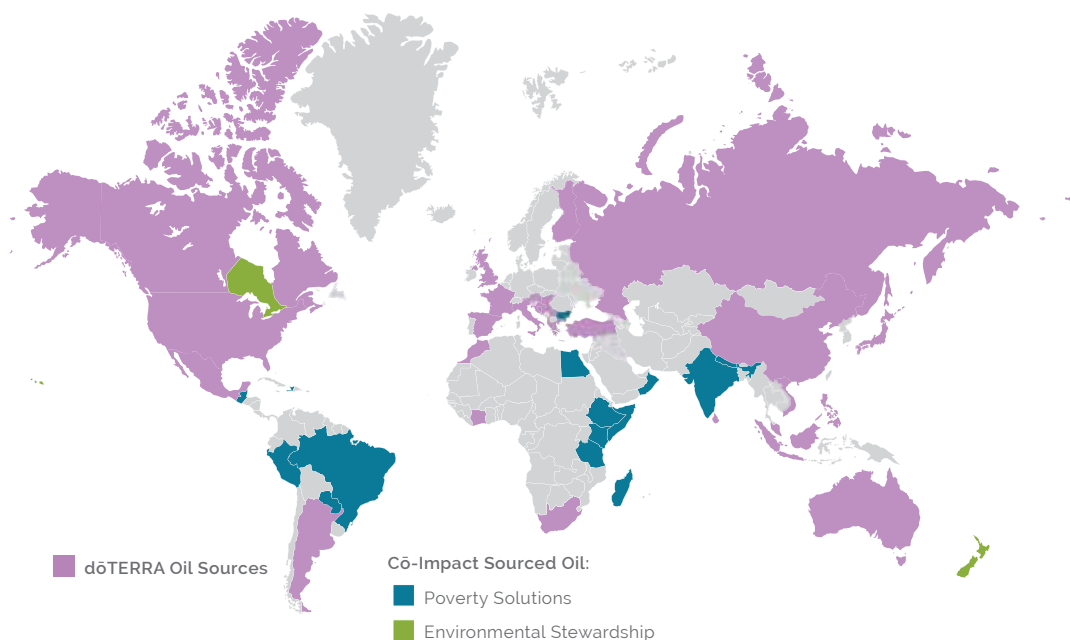 dōTERRA Oil Sources
Cō-Impact Sourced Oil:
Poverty Solutions
Environmental Stewardship